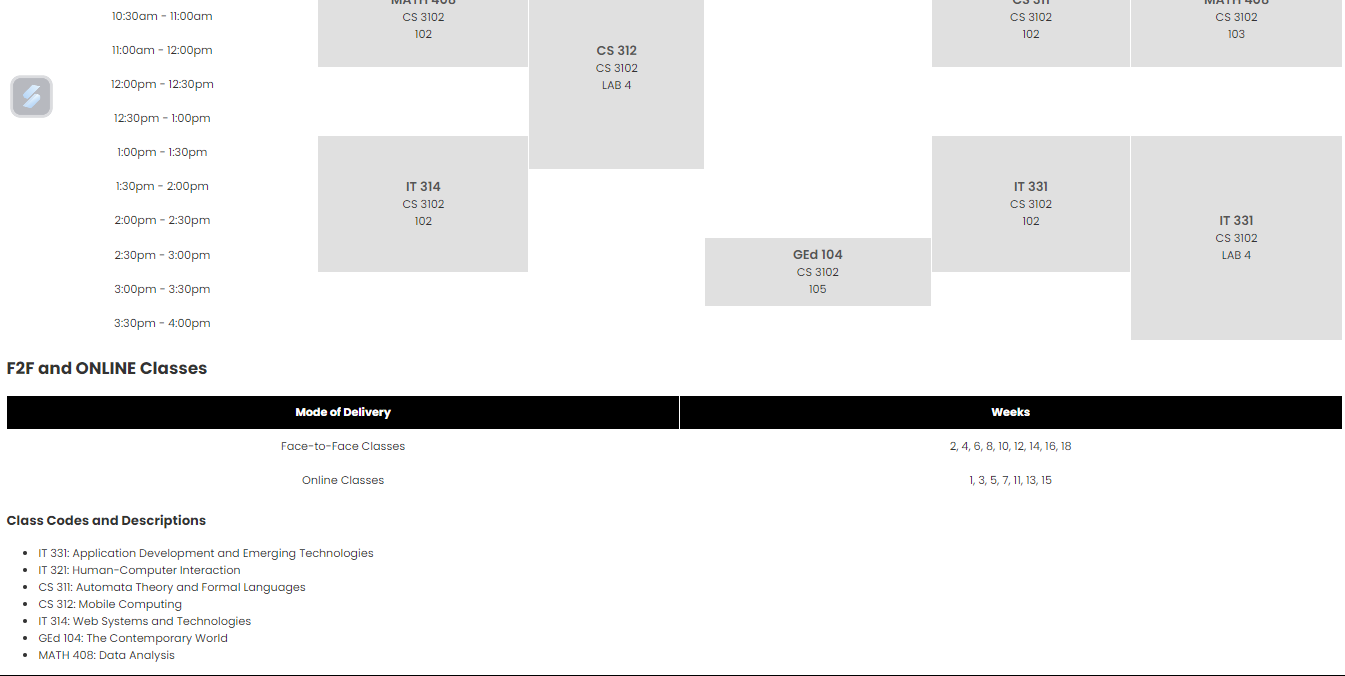 MATH 408
CS 311
MATH 408
10:30am - 11:00am
CS 3102
CS 3102
CS 3102
102
102
103
11:00am - 12:00pm
CS 312
CS 3102
LAB 4
12:00pm - 12:30pm
12:30pm - 1:00pm
1:00pm - 1:30pm
1:30pm - 2:00pm
IT 314
CS 3102
102
IT 331
CS 3102
102
2:00pm - 2:30pm
IT 331
CS 3102
LAB 4
2:30pm - 3:00pm
GEd 104
CS 3102
105
3:00pm - 3:30pm
3:30pm - 4:00pm
F2F and ONLINE Classes
Mode of Delivery
Weeks
Face-to-Face Classes
2, 4, 6, 8, 10, 12, 14, 16, 18
Online Classes
1, 3, 5, 7, 11, 13, 15
Class Codes and Descriptions
IT 331: Application Development and Emerging Technologies
IT 321: Human-Computer Interaction
CS 311: Automata Theory and Formal Languages
CS 312: Mobile Computing
IT 314: Web Systems and Technologies
GEd 104: The Contemporary World
MATH 408: Data Analysis